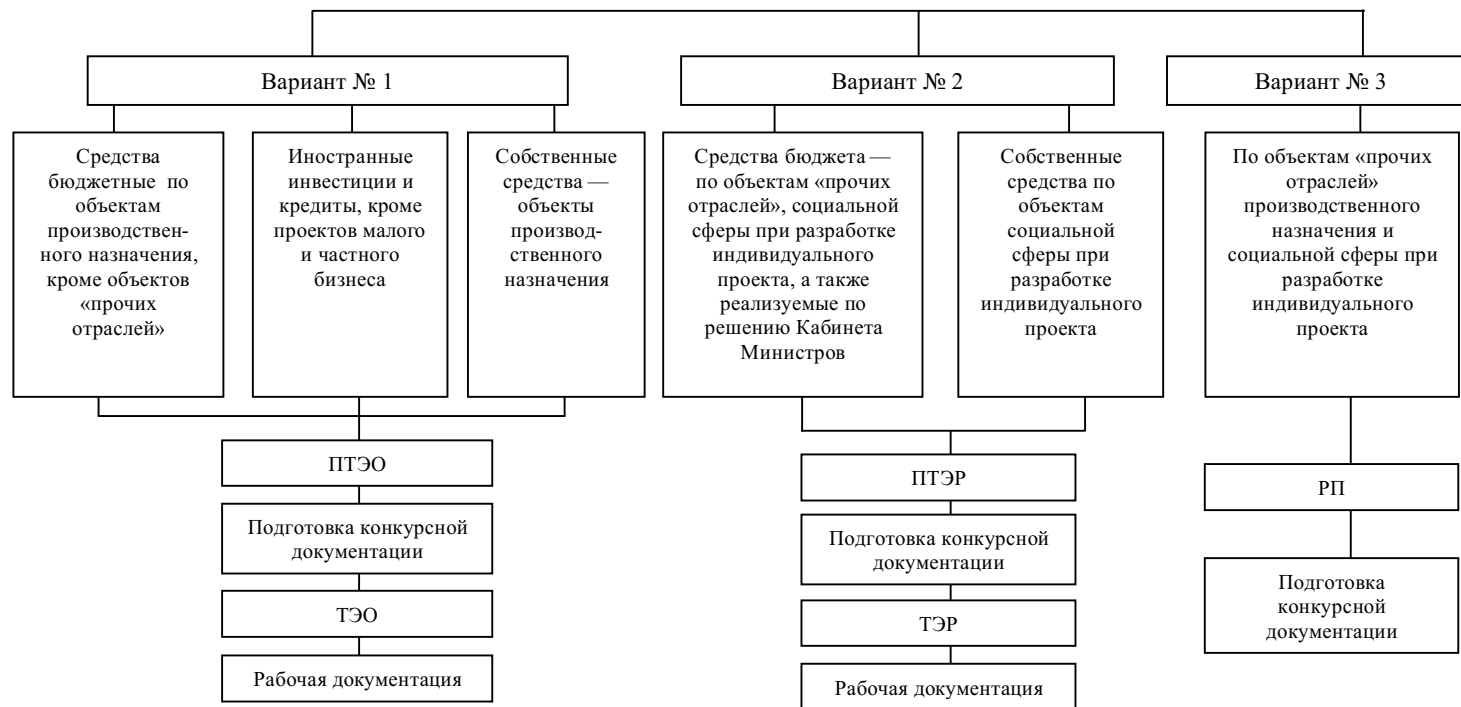 Вариант № 1
Вариант № 2
Вариант № 3
Средства
бюджетные по
объектам
производствен-
ного назначения,
кроме объектов
«прочих
отраслей»
Иностранные
инвестиции и
кредиты, кроме
проектов малого
и частного
бизнеса
Собственные
средства —
объекты
производ-
ственного
назначения
Средства бюджета —
по объектам «прочих
отраслей», социальной
сферы при разработке
индивидуального
проекта, а также
реализуемые по
решению Кабинета
Министров
Собственные
средства по
объектам
социальной
сферы при
разработке
индивидуального
проекта
По объектам «прочих
отраслей»
производственного
назначения и
социальной сферы при
разработке
индивидуального
проекта
ПТЭО
Подготовка конкурсной
документации
ТЭО
Рабочая документация
ПТЭР
Подготовка конкурсной
документации
ТЭР
Рабочая документация
РП
Подготовка
конкурсной
документации